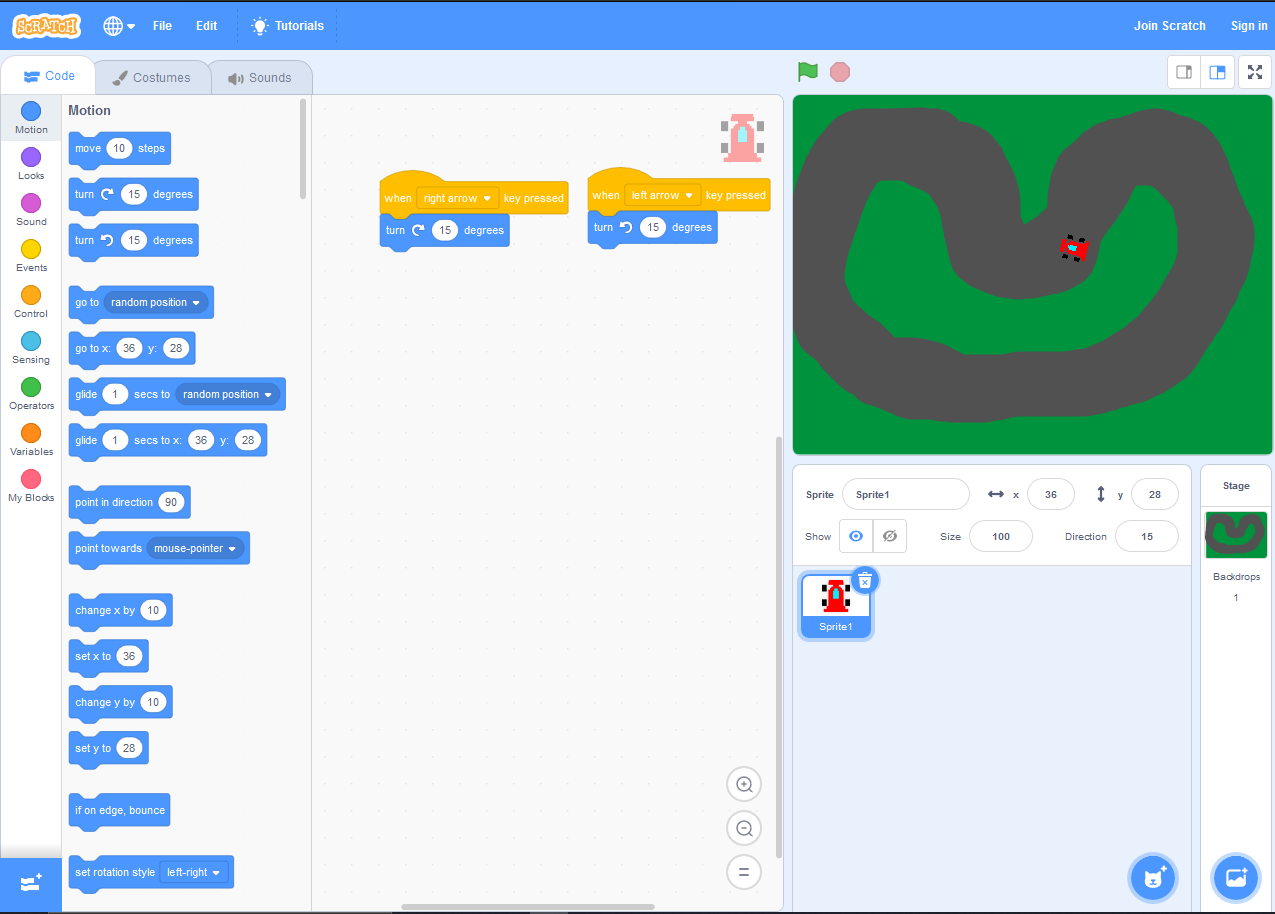 SCRATCH File Edit Tutorials Join Scratch Sign in
Code Costumes Sounds
Motion
Looks
Sound
Events
Control
Sensing
Operators
Variables
My Blocks
Motion
move 10 steps
turn 15 degrees
turn 15 degrees
go to random position
go to x: 36 y: 28
glide 1 secs to random position
glide 1 secs to x: 36 y: 28
point in direction 90
point towards mouse-pointer
change x by 10
set x to 36
change y by 10
set y to 28
if on edge, bounce
set rotation style left-right
when right arrow key pressed
turn 15 degrees
when left arrow key pressed
turn 15 degrees
Sprite Sprite1 x 36 y 28
Show Size 100 Direction 15
Sprite1
Stage
Backdrops
1